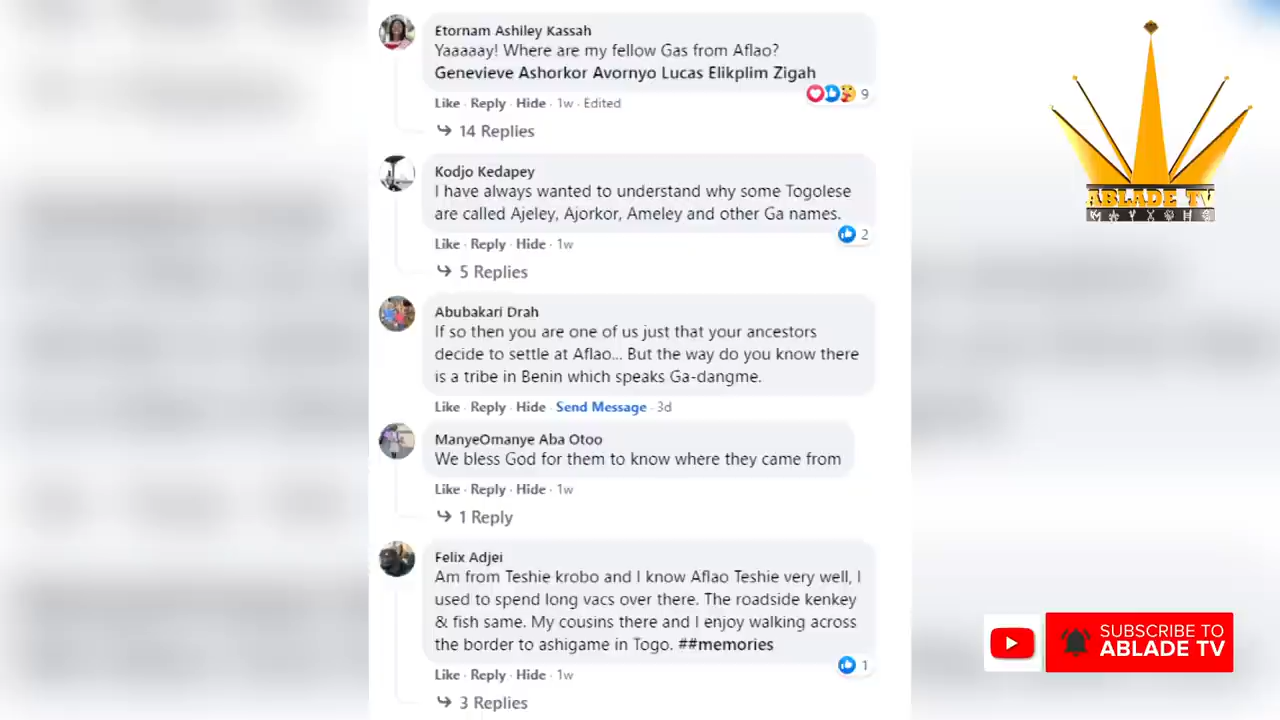 Etornam Ashiley Kassah
Yaaaaay! Where are my fellow Gas from Aflao?
Genevieve Ashorkor Avornyo Lucas Elikplim Zigah
9
Like · Reply · Hide · 1w · Edited
14 Replies
Kodjo Kedapey
I have always wanted to understand why some Togolese
are called Ajeley, Ajorkor, Ameley and other Ga names.
2
Like · Reply · Hide · 1w
5 Replies
Abubakari Drah
If so then you are one of us just that your ancestors
decide to settle at Aflao... But the way do you know there
is a tribe in Benin which speaks Ga-dangme.
Like · Reply · Hide · Send Message · 3d
ManyeOmanye Aba Otoo
We bless God for them to know where they came from
Like · Reply · Hide · 1w
1 Reply
Felix Adjei
Am from Teshie krobo and I know Aflao Teshie very well, I
used to spend long vacs over there. The roadside kenkey
& fish same. My cousins there and I enjoy walking across
the border to ashigame in Togo. ##memories
1
Like · Reply · Hide · 1w
3 Replies
ABLADE TV
SUBSCRIBE TO
ABLADE TV